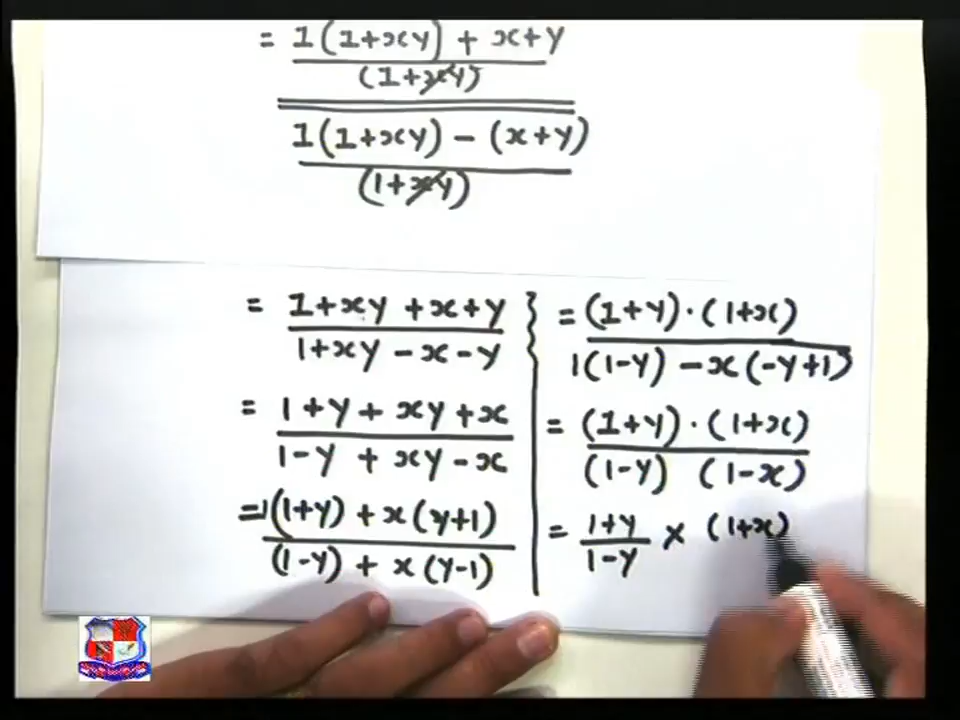 = 1(1+xy) + x+y
(1+xy)
1(1+xy) - (x+y)
(1+xy)
= 1+xy +x+y
1+xy -x-y
= 1+y+xy+x
1-y+xy-x
=1(1+y)+x(y+1)
(1-y)+x(y-1)
= (1+y)·(1+x)
1(1-y) -x(-y+1)
= (1+y)·(1+x)
(1-y) (1-x)
= 1+y × (1+x)
1-y